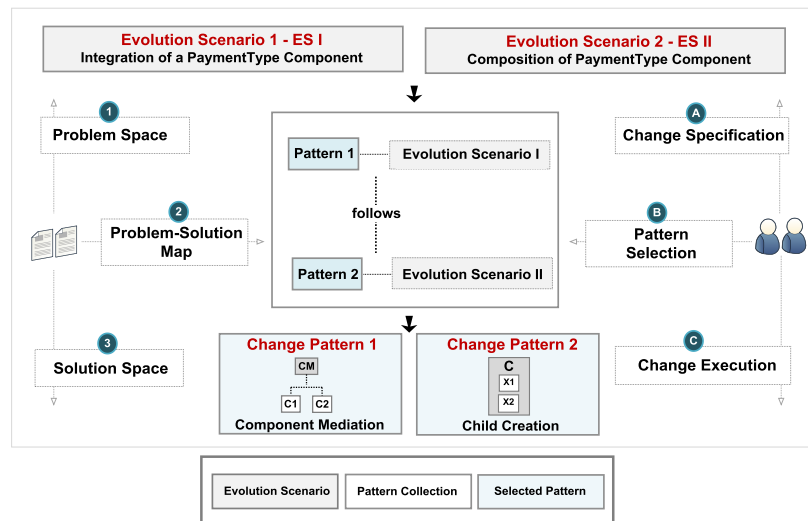 Evolution Scenario 1 - ES I
Integration of a PaymentType Component
Evolution Scenario 2 - ES II
Composition of PaymentType Component
1
Problem Space
2
Problem-Solution
Map
3
Solution Space
Pattern 1
Evolution Scenario I
follows
Pattern 2
Evolution Scenario II
A
Change Specification
B
Pattern
Selection
C
Change Execution
Change Pattern 1
CM
C1
C2
Component Mediation
Change Pattern 2
C
X1
X2
Child Creation
Evolution Scenario
Pattern Collection
Selected Pattern